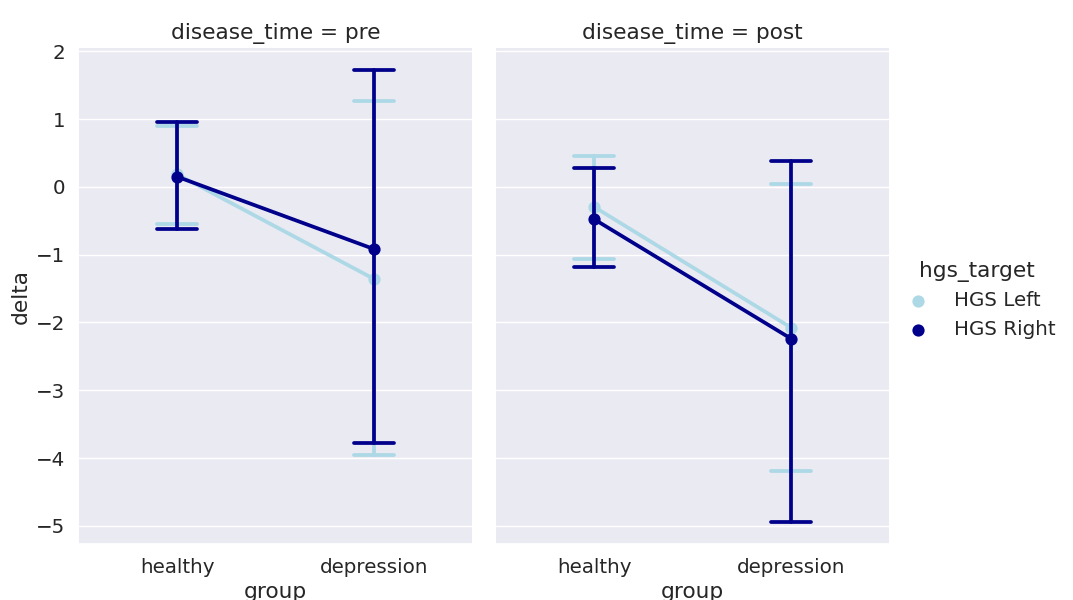 disease_time = pre
disease_time = post
delta
2
1
0
−1
−2
−3
−4
−5
healthy
depression
group
healthy
depression
group
hgs_target
HGS Left
HGS Right